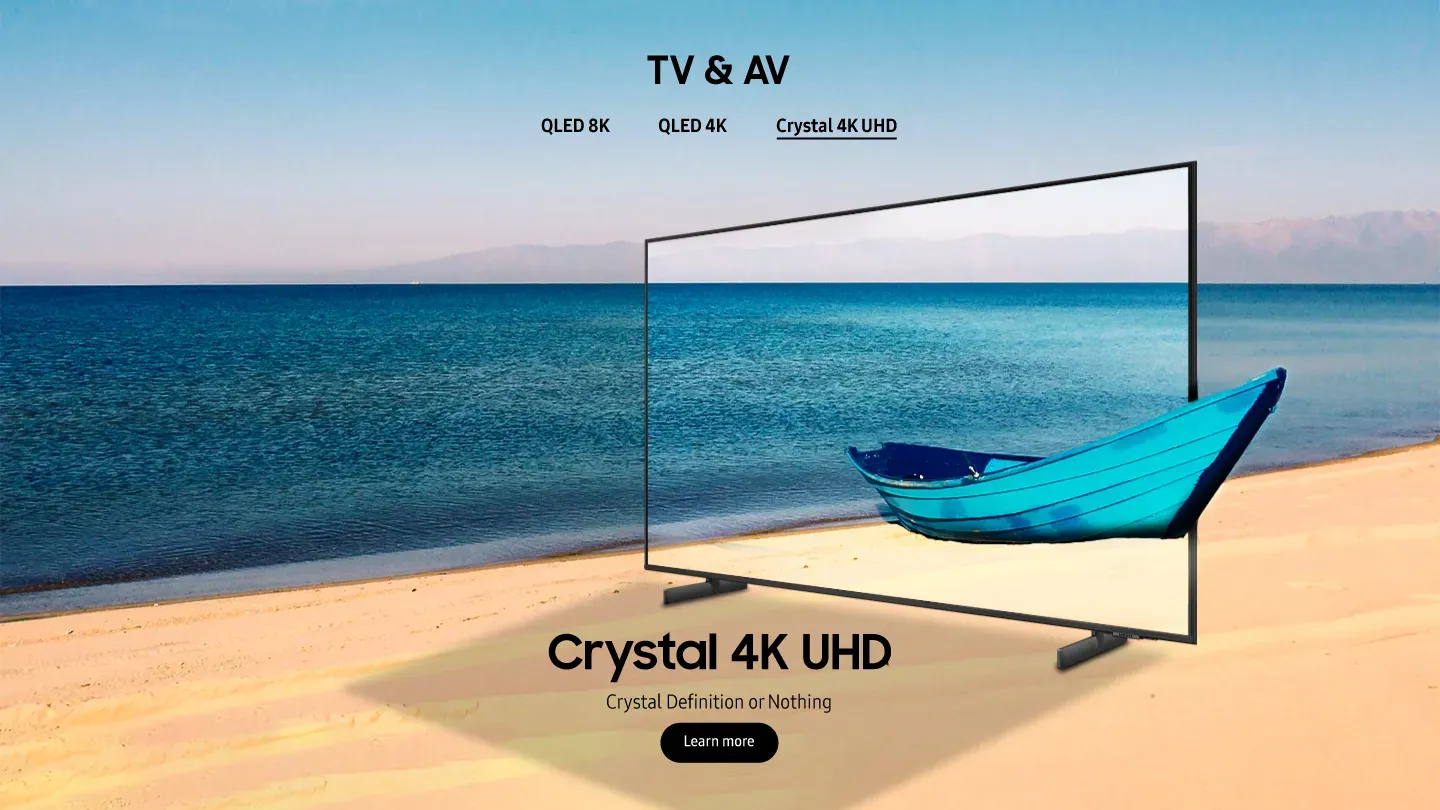 TV & AV
QLED 8K QLED 4K Crystal 4K UHD
Crystal 4K UHD
Crystal Definition or Nothing
Learn more